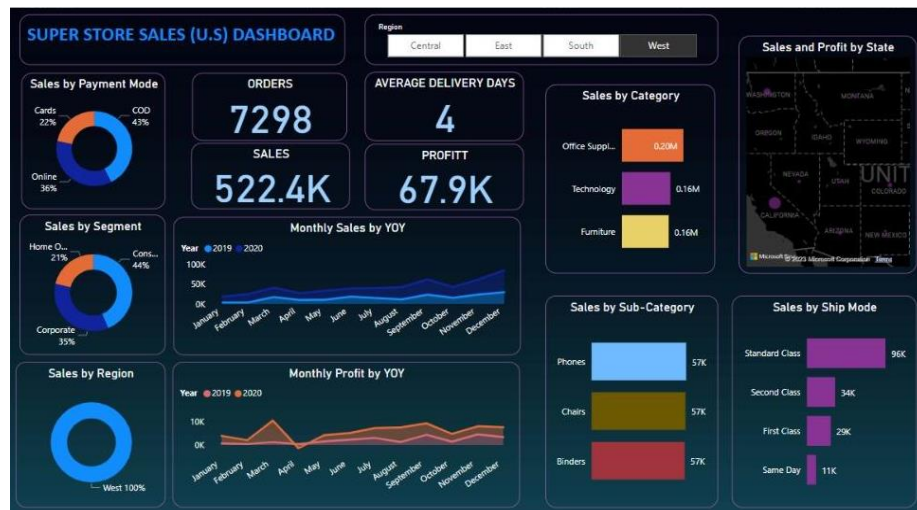 SUPER STORE SALES (U.S) DASHBOARD
Region
Central
East
South
West
Sales by Payment Mode
Cards
22%
COD
43%
Online
36%
ORDERS
7298
AVERAGE DELIVERY DAYS
4
SALES
522.4K
PROFITT
67.9K
Sales by Category
Office Suppl...
0.20M
Technology
0.16M
Furniture
0.16M
Sales and Profit by State
WASHINGTON
MONTANA
OREGON
IDAHO
WYOMING
NEVADA
UTAH
UNIT
COLORADO
CALIFORNIA
ARIZONA
NEW MEXICO
© 2023 Microsoft Corporation Terms
Sales by Segment
Home O...
21%
Cons...
44%
Corporate
35%
Monthly Sales by YOY
Year 2019 2020
100K
50K
0K
January
February
March
April
May
June
July
August
September
October
November
December
Sales by Region
West 100%
Monthly Profit by YOY
Year 2019 2020
10K
0K
January
February
March
April
May
June
July
August
September
October
November
December
Sales by Sub-Category
Phones
57K
Chairs
57K
Binders
57K
Sales by Ship Mode
Standard Class
96K
Second Class
34K
First Class
29K
Same Day
11K